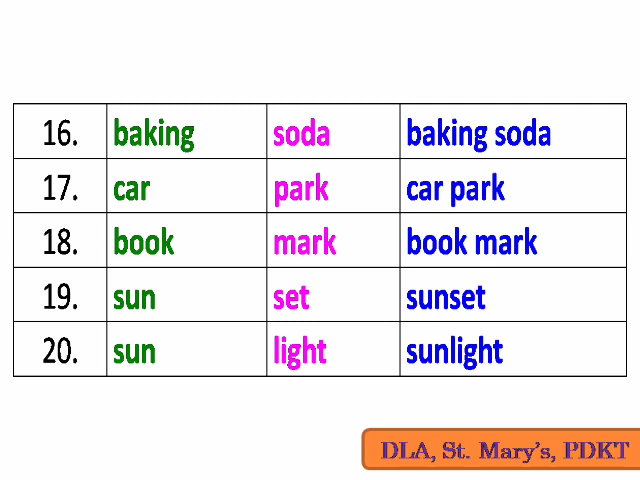 16. baking soda baking soda
17. car park car park
18. book mark book mark
19. sun set sunset
20. sun light sunlight
DLA, St. Mary's, PDKT